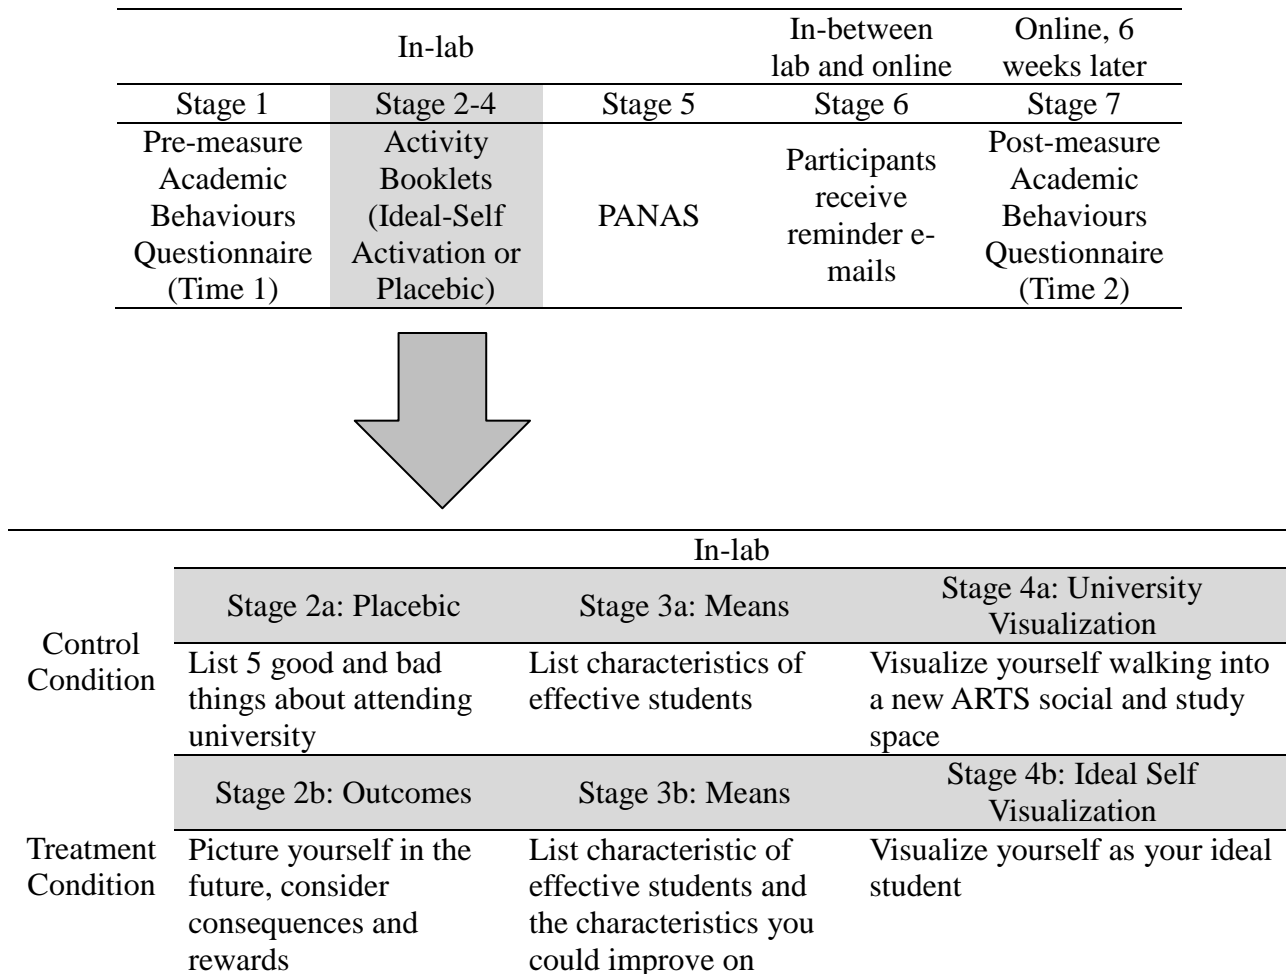 In-lab
In-between
lab and online
Online, 6
weeks later
Stage 1
Stage 2-4
Stage 5
Stage 6
Stage 7
Pre-measure
Academic
Behaviours
Questionnaire
(Time 1)
Activity
Booklets
(Ideal-Self
Activation or
Placebic)
PANAS
Participants
receive
reminder e-
mails
Post-measure
Academic
Behaviours
Questionnaire
(Time 2)
In-lab
Control
Condition
Stage 2a: Placebic
Stage 3a: Means
Stage 4a: University
Visualization
List 5 good and bad
things about attending
university
List characteristics of
effective students
Visualize yourself walking into
a new ARTS social and study
space
Treatment
Condition
Stage 2b: Outcomes
Stage 3b: Means
Stage 4b: Ideal Self
Visualization
Picture yourself in the
future, consider
consequences and
rewards
List characteristic of
effective students and
the characteristics you
could improve on
Visualize yourself as your ideal
student